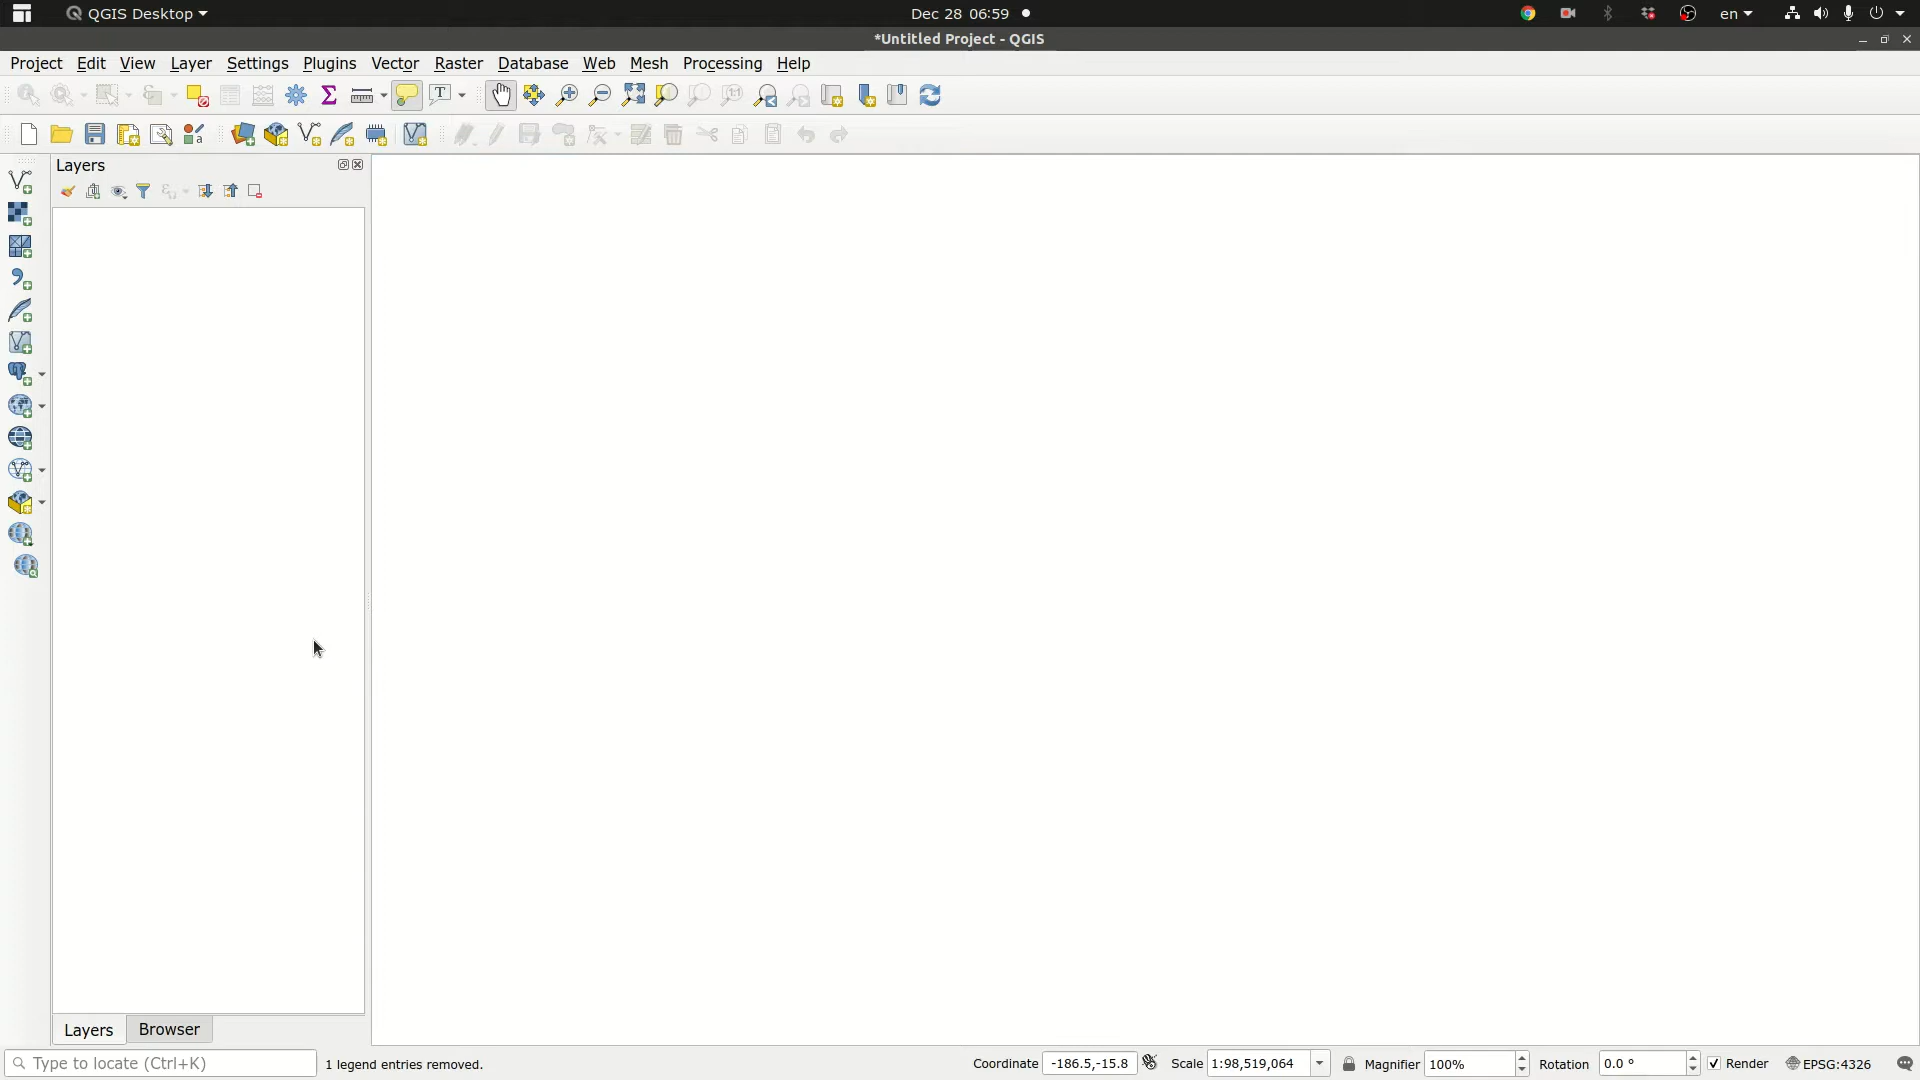 QGIS Desktop
Dec 28 06:59
en
*Untitled Project - QGIS
Project Edit View Layer Settings Plugins Vector Raster Database Web Mesh Processing Help
Layers
Layers Browser
Type to locate (Ctrl+K)
1 legend entries removed.
Coordinate -186.5,-15.8
Scale 1:98,519,064
Magnifier 100%
Rotation 0.0 °
Render
EPSG:4326